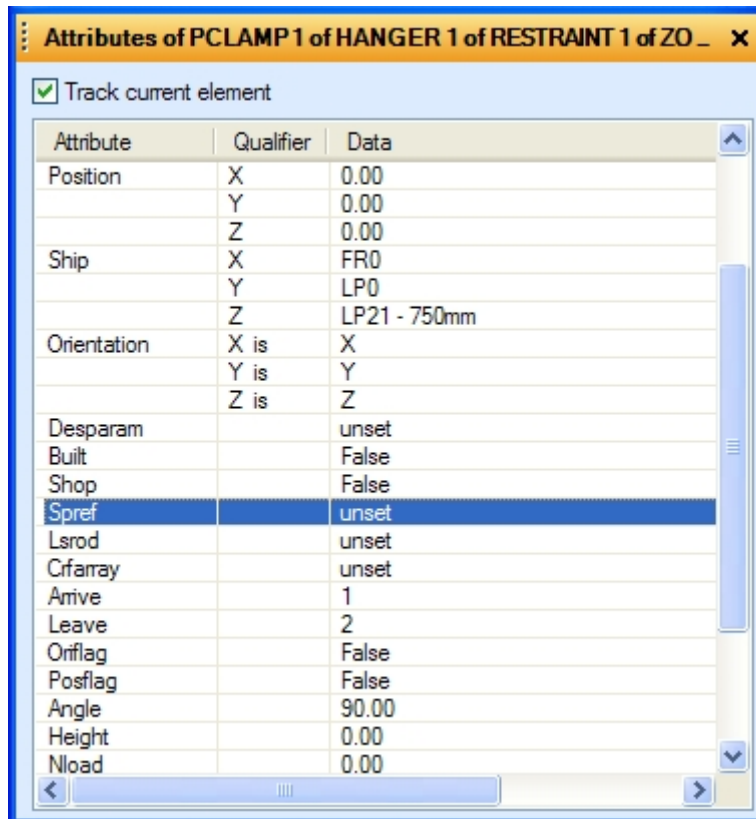 Attributes of PCLAMP 1 of HANGER 1 of RESTRAINT 1 of ZO...
Track current element
Attribute Qualifier Data
Position X 0.00
Y 0.00
Z 0.00
Ship X FR0
Y LP0
Z LP21 - 750mm
Orientation X is X
Y is Y
Z is Z
Desparam unset
Built False
Shop False
Spref unset
Lsrod unset
Crfarray unset
Arrive 1
Leave 2
Oriflag False
Posflag False
Angle 90.00
Height 0.00
Nload 0.00